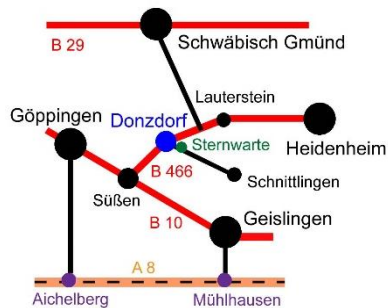 B 29
Schwäbisch Gmünd
Göppingen
Lauterstein
Donzdorf
Sternwarte
Heidenheim
B 466
Schnittlingen
Süßen
B 10
Geislingen
A 8
Aichelberg
Mühlhausen